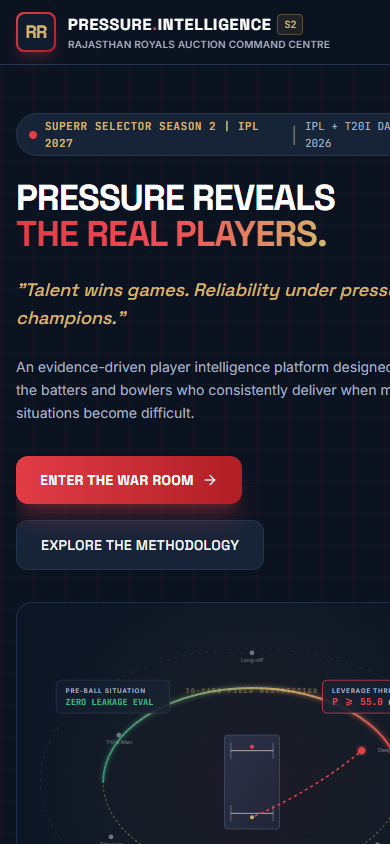 RR
PRESSURE.INTELLIGENCE S2
RAJASTHAN ROYALS AUCTION COMMAND CENTRE
SUPERR SELECTOR SEASON 2 | IPL
2027
IPL + T20I
2026
PRESSURE REVEALS
THE REAL PLAYERS.
"Talent wins games. Reliability under
champions."
An evidence-driven player intelligence platform designed
the batters and bowlers who consistently deliver when
situations become difficult.
ENTER THE WAR ROOM →
EXPLORE THE METHODOLOGY
Long-off
PRE-BALL SITUATION
ZERO LEAKAGE EVAL
30-YARD FIELD RESTRICTION
LEVERAGE
P ≥ 55.0
Third Man